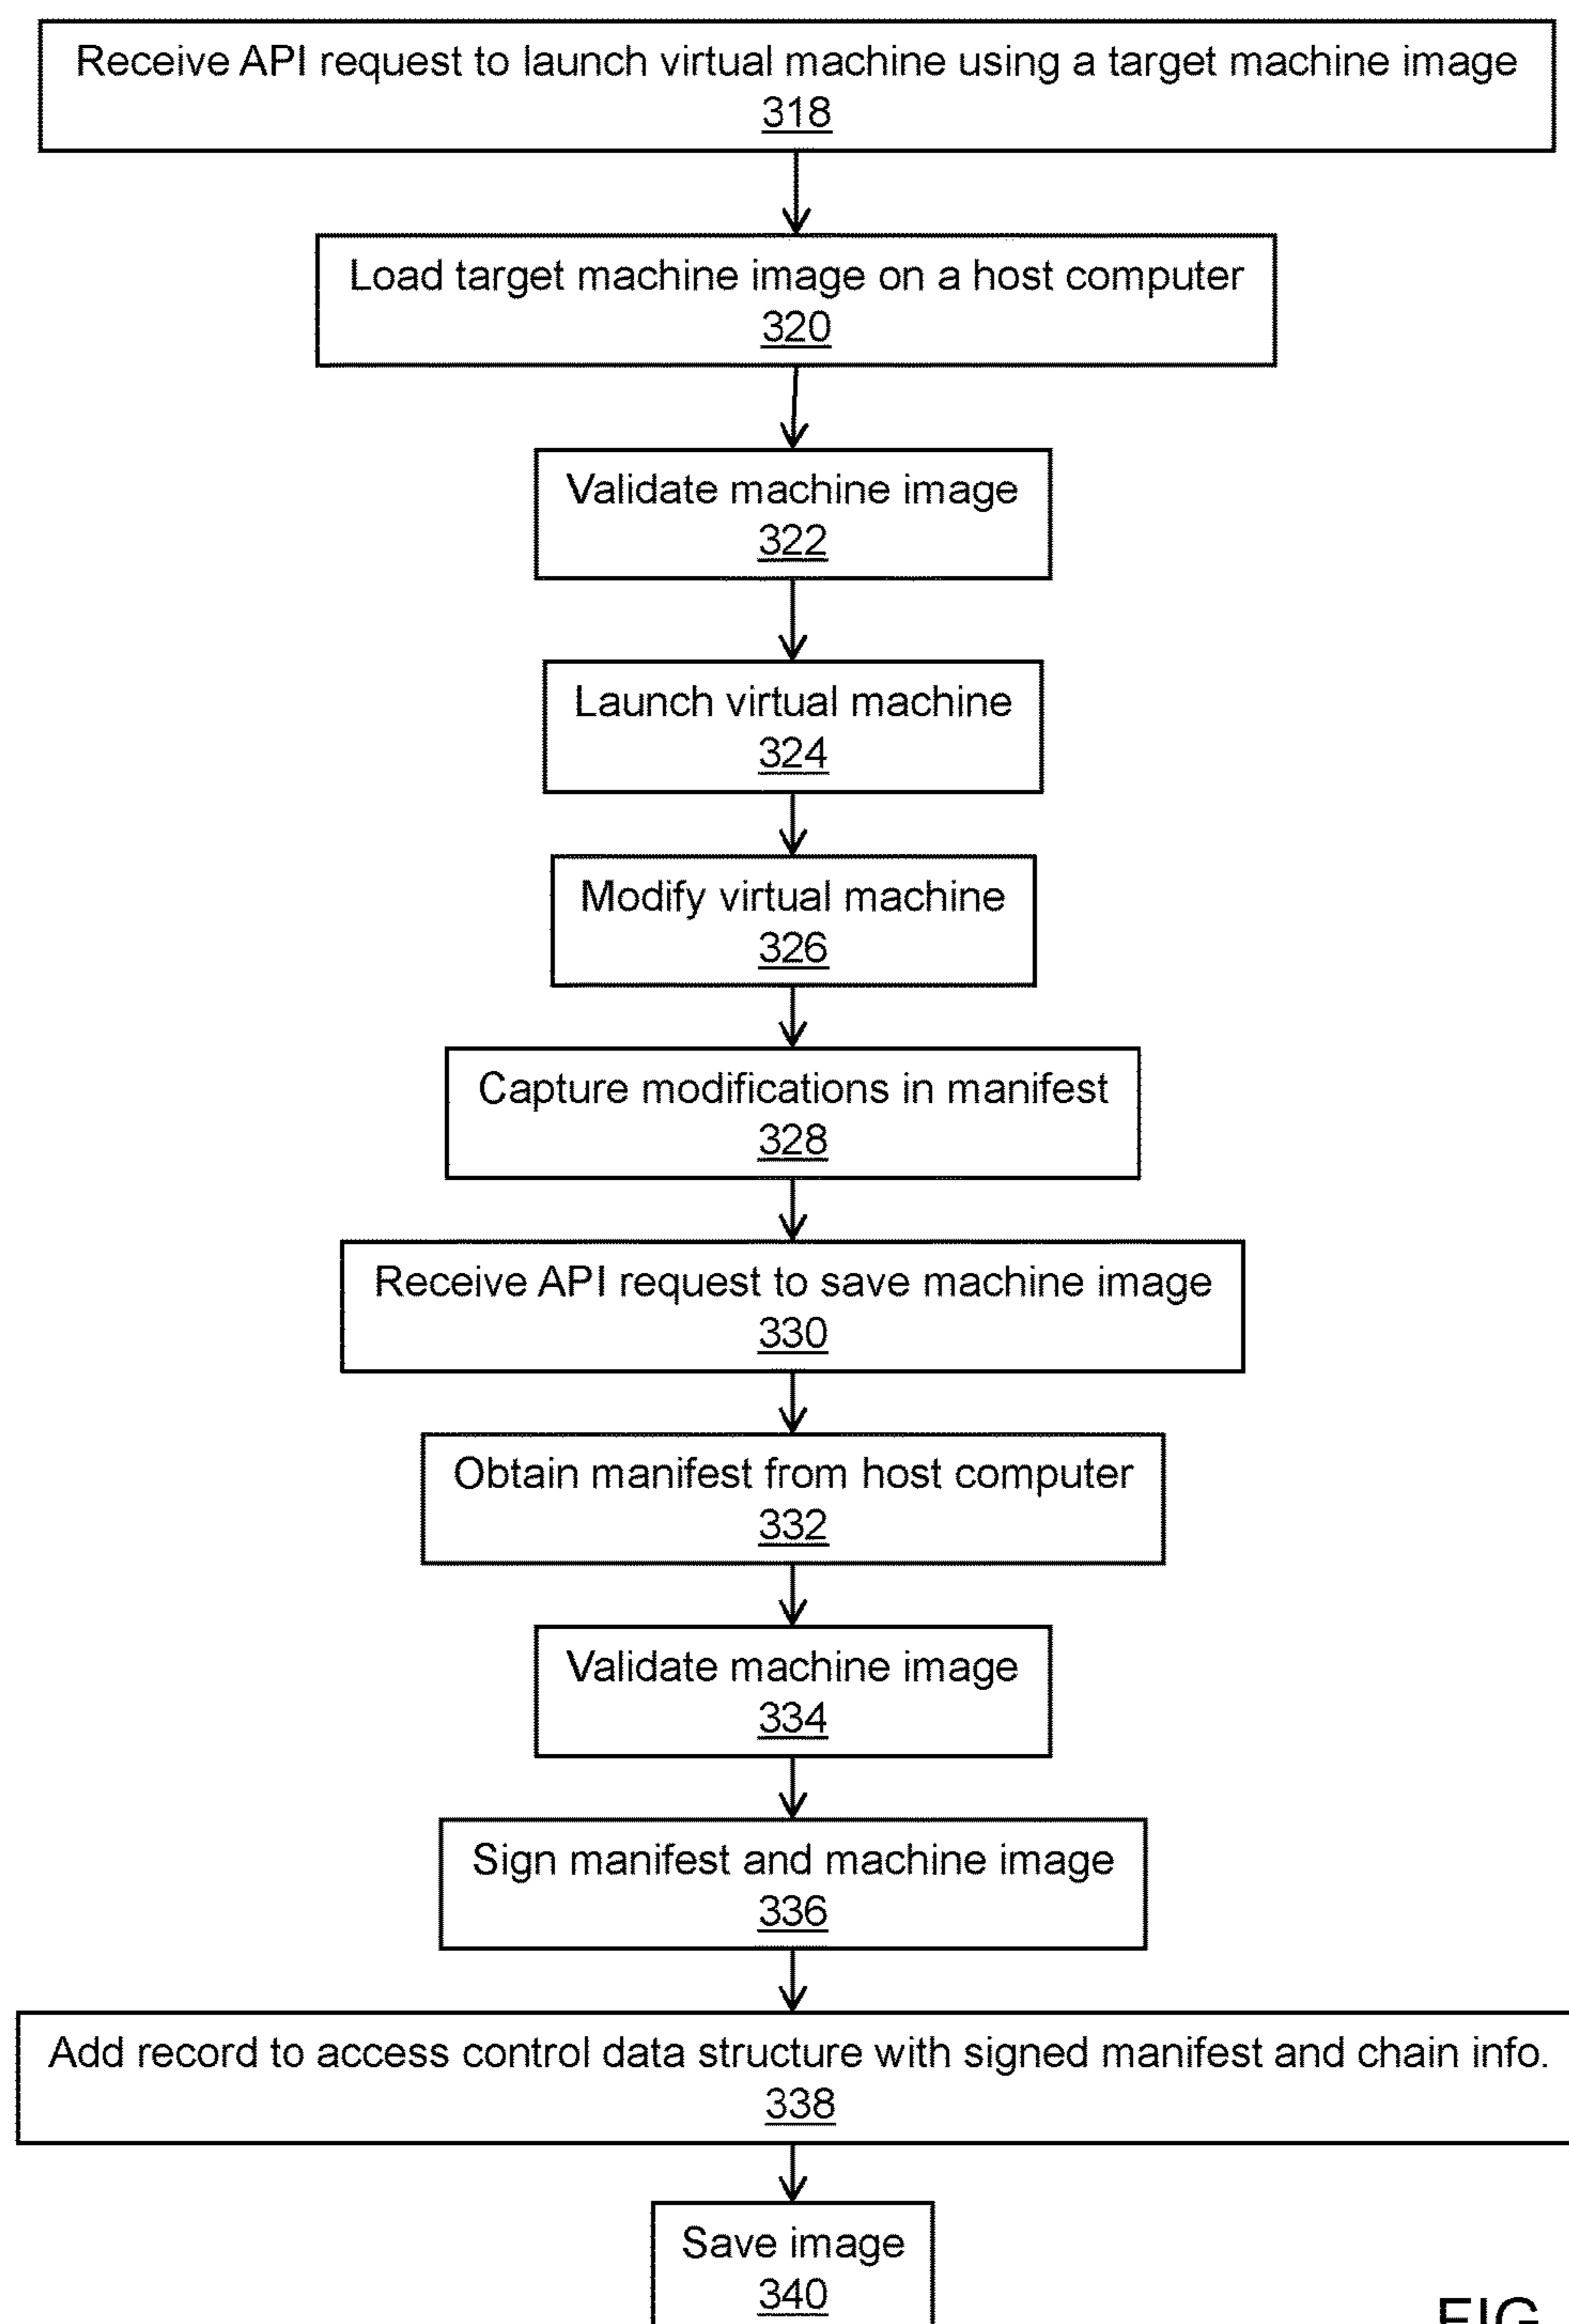 Receive API request to launch virtual machine using a target machine image
318
Load target machine image on a host computer
320
Validate machine image
322
Launch virtual machine
324
Modify virtual machine
326
Capture modifications in manifest
328
Receive API request to save machine image
330
Obtain manifest from host computer
332
Validate machine image
334
Sign manifest and machine image
336
Add record to access control data structure with signed manifest and chain info.
338
Save image
340
FIG